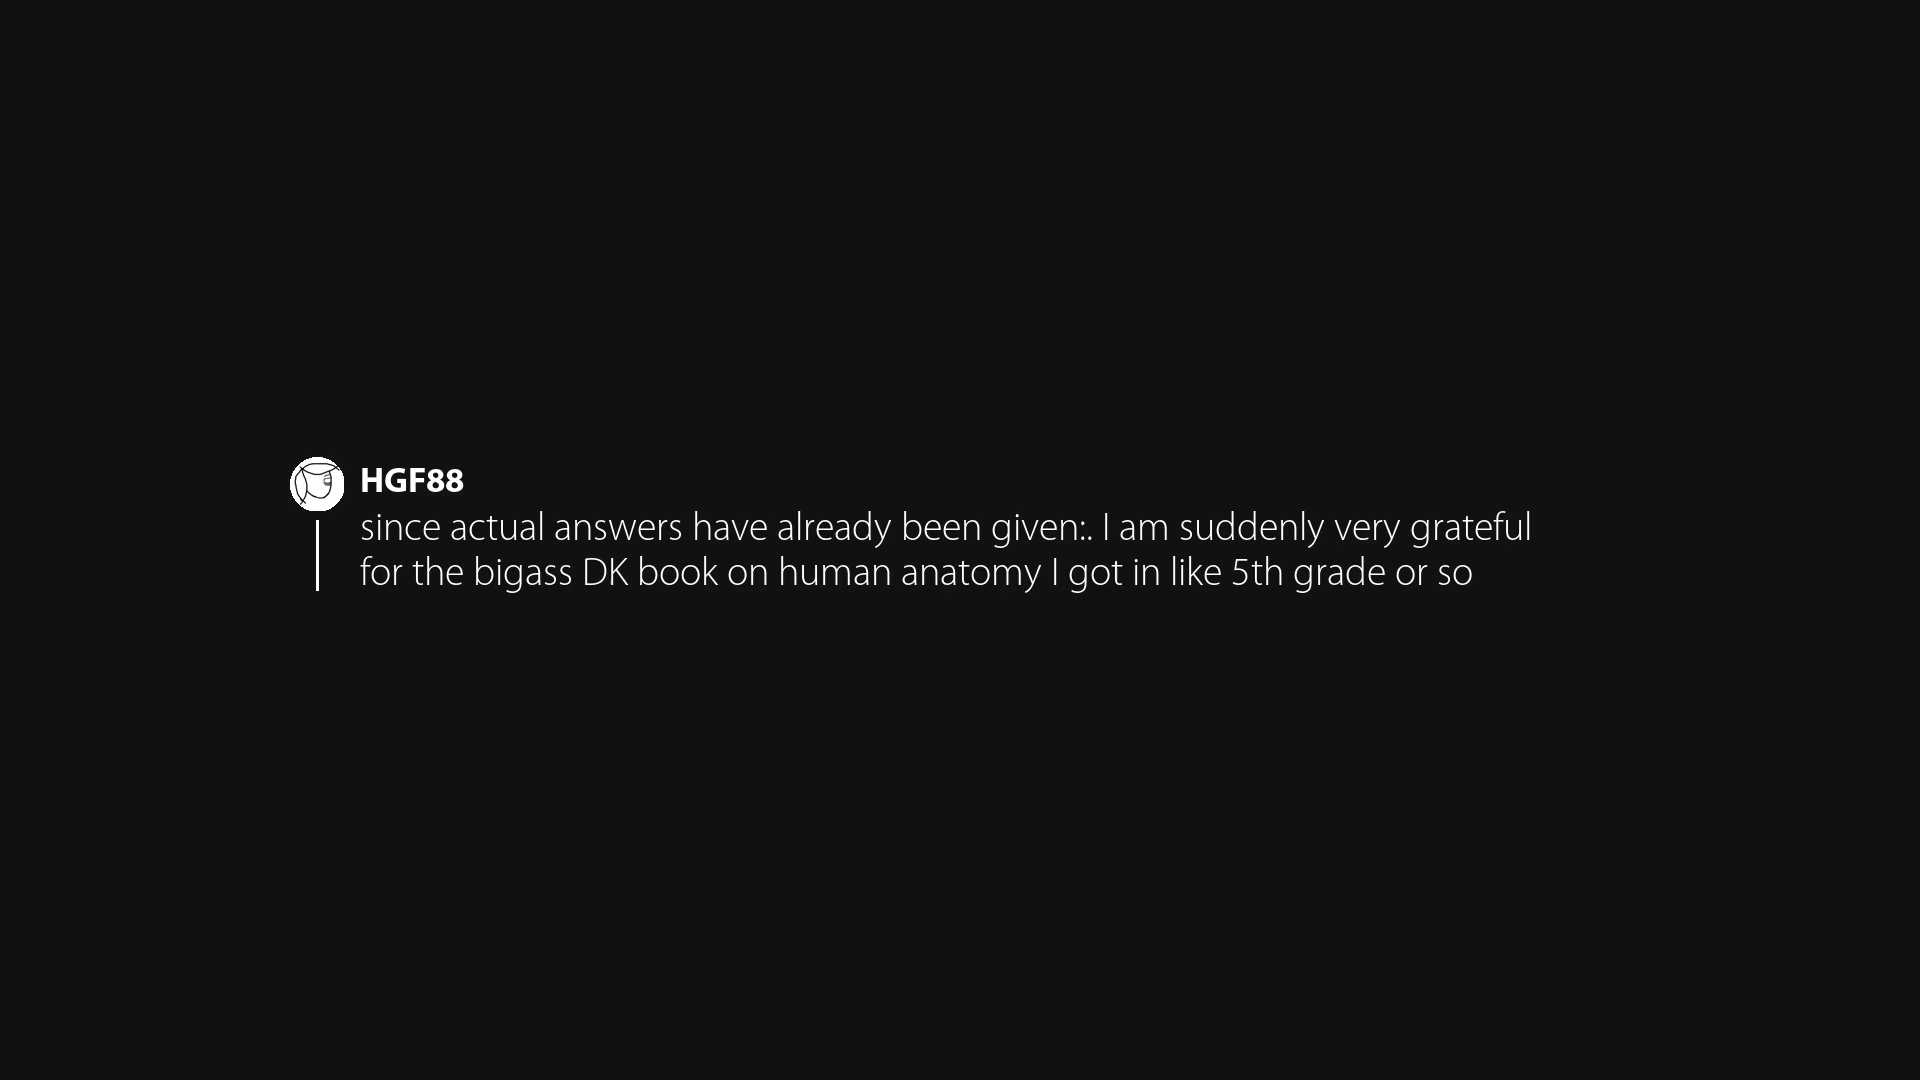 HGF88
since actual answers have already been given:. I am suddenly very grateful
for the bigass DK book on human anatomy I got in like 5th grade or so